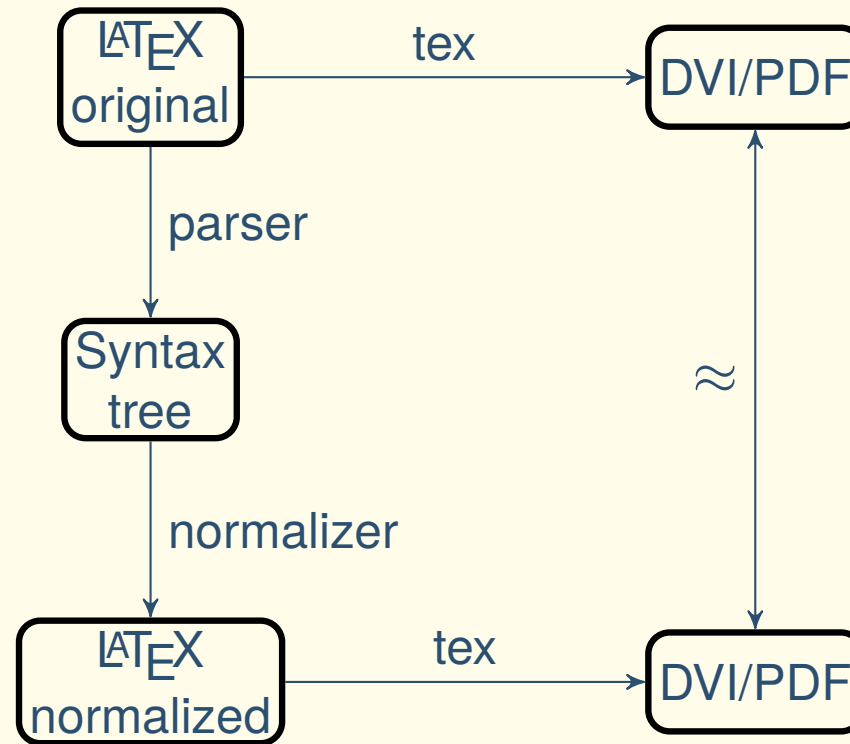 LATEX
original
tex
DVI/PDF
parser
Syntax
tree
≈
normalizer
LATEX
normalized
tex
DVI/PDF